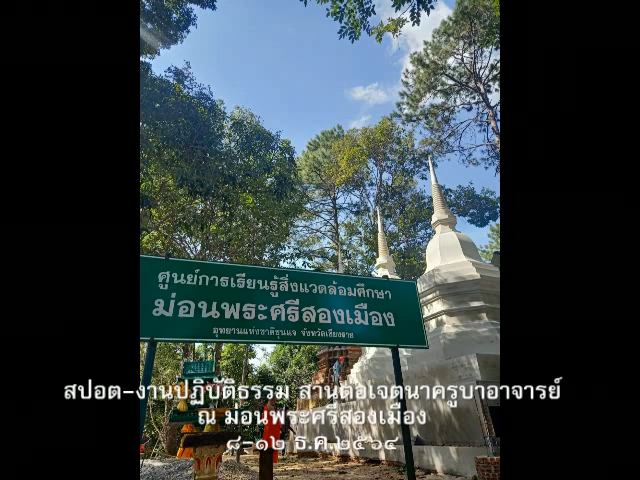 ศูนย์การเรียนรู้สิ่งแวดล้อมศึกษา
ม่อนพระศรีสองเมือง
อุทยานแห่งชาติขุนแจ จังหวัดเชียงราย
สปอต-งานปฏิบัติธรรม สานต่อเจตนาครูบาอาจารย์
ณ ม่อนพระศรีสองเมือง
๘-๑๒ ธ.ค.๒๕๖๔